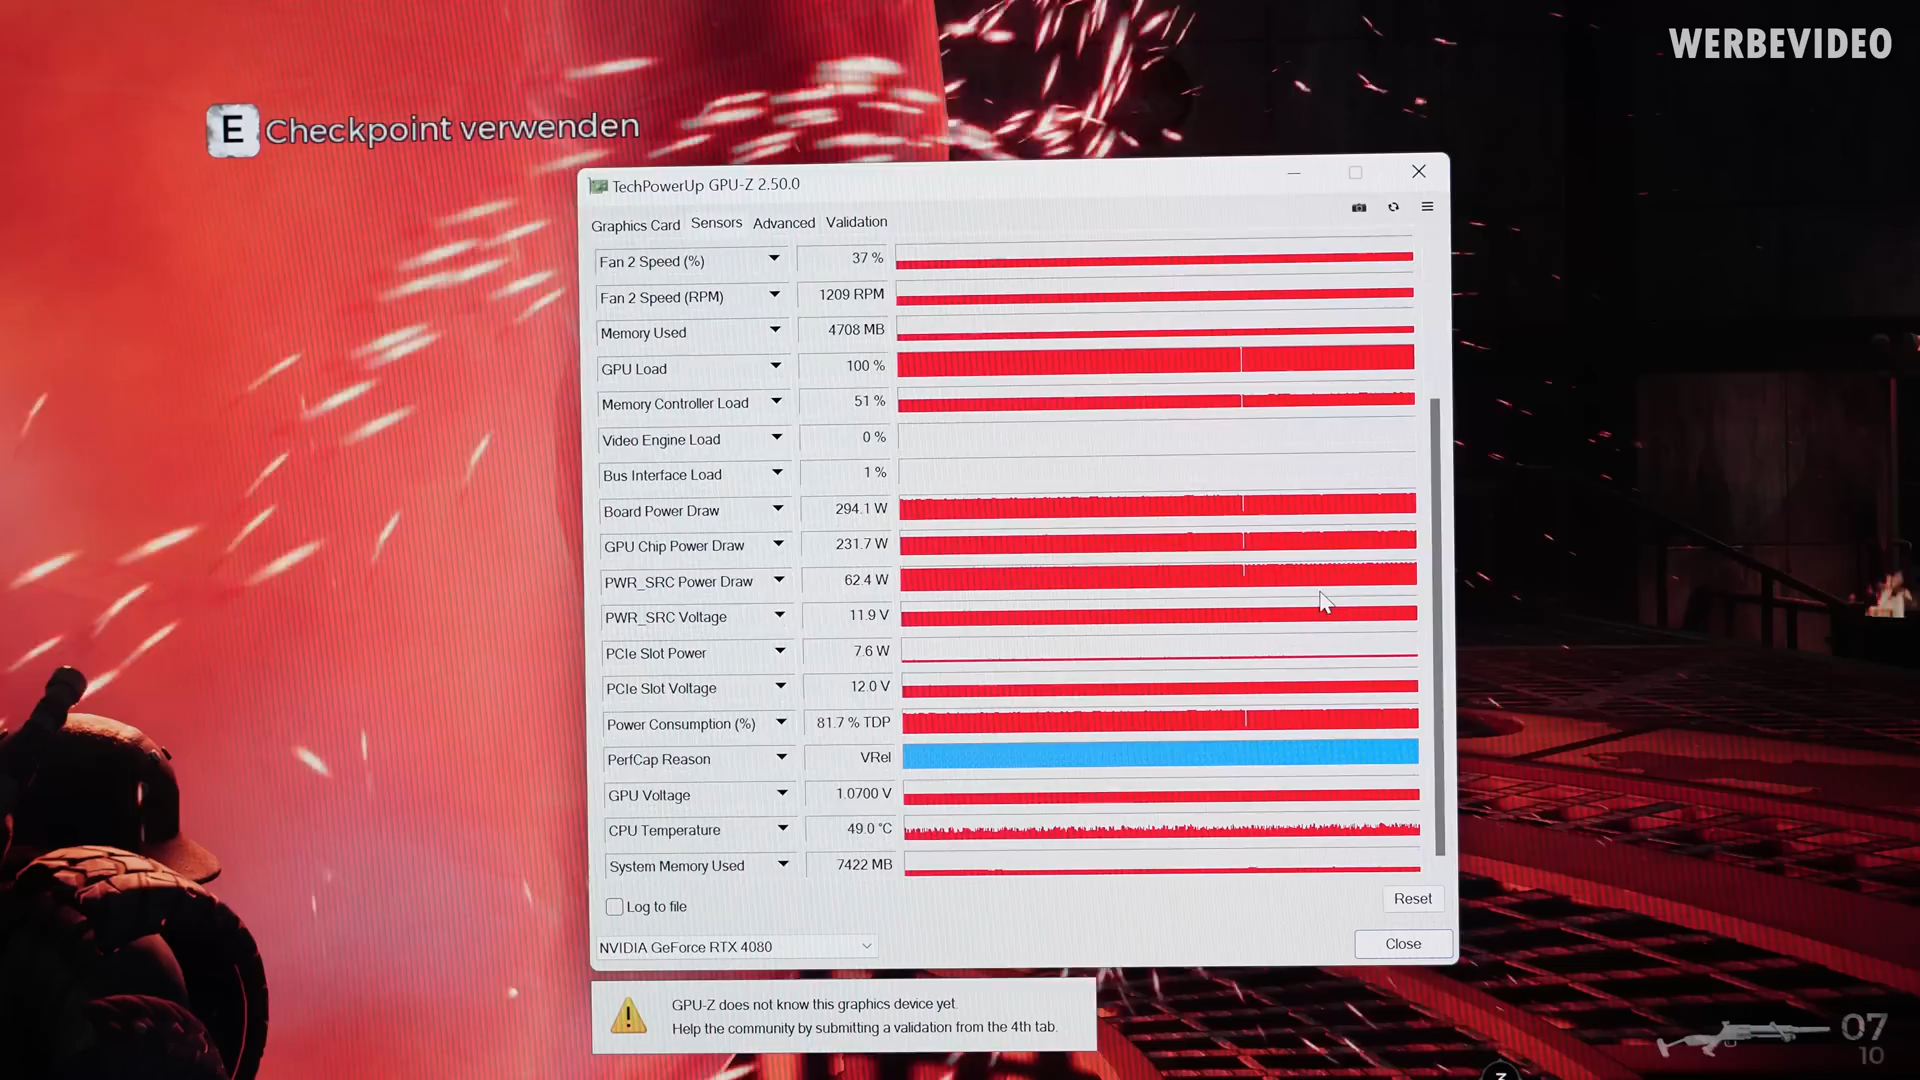 WERBEVIDEO
E Checkpoint verwenden
TechPowerUp GPU-Z 2.50.0
Graphics Card Sensors Advanced Validation
Fan 2 Speed (%) 37 %
Fan 2 Speed (RPM) 1209 RPM
Memory Used 4708 MB
GPU Load 100 %
Memory Controller Load 51 %
Video Engine Load 0 %
Bus Interface Load 1 %
Board Power Draw 294.1 W
GPU Chip Power Draw 231.7 W
PWR_SRC Power Draw 62.4 W
PWR_SRC Voltage 11.9 V
PCIe Slot Power 7.6 W
PCIe Slot Voltage 12.0 V
Power Consumption (%) 81.7 % TDP
PerfCap Reason VRel
GPU Voltage 1.0700 V
CPU Temperature 49.0 °C
System Memory Used 7422 MB
Log to file
Reset
NVIDIA GeForce RTX 4080
Close
GPU-Z does not know this graphics device yet.
Help the community by submitting a validation from the 4th tab.
07
10